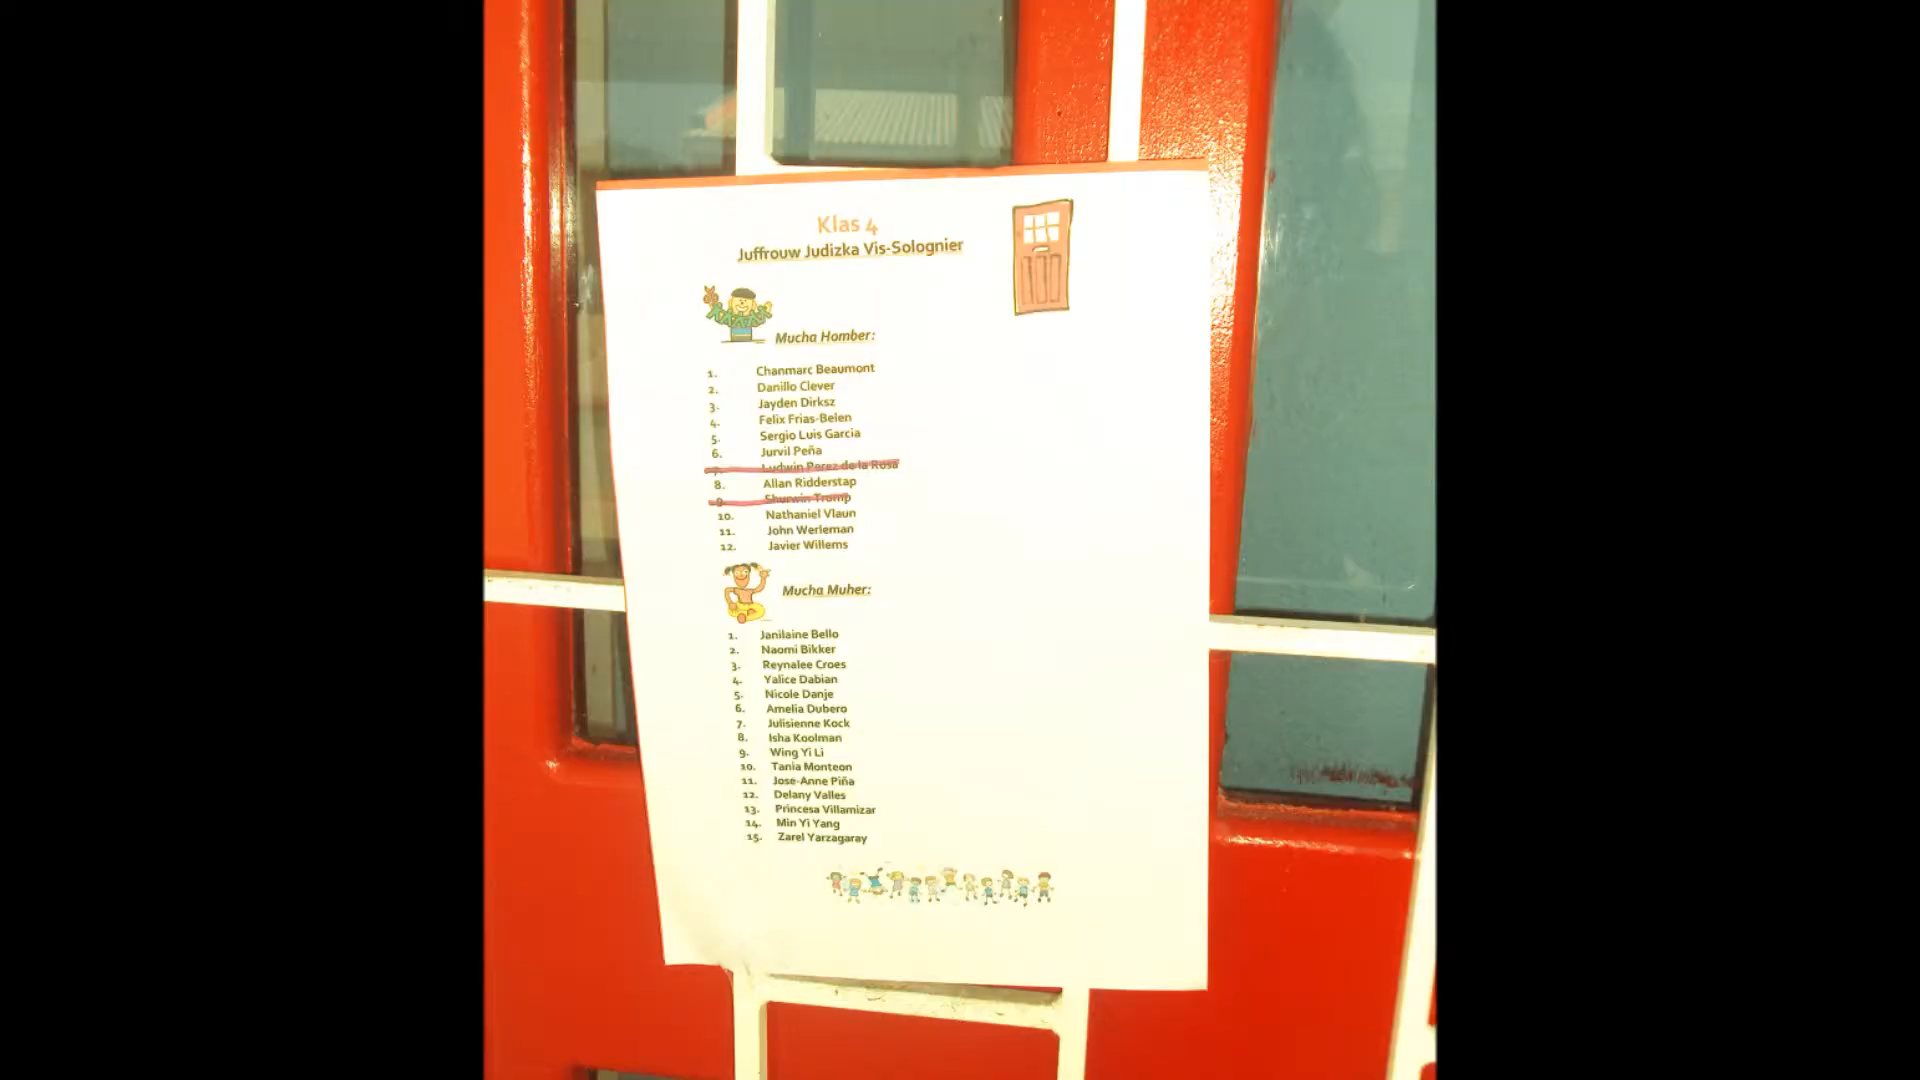 Klas 4
Juffrouw Judizka Vis-Solognier
Mucha Homber:
1. Chanmarc Beaumont
2. Danillo Clever
3. Jayden Dirksz
4. Felix Frias-Belen
5. Sergio Luis Garcia
6. Jurvil Peña
7. Ludwin Perez de la Rosa
8. Allan Ridderstap
9. Shurwin Tromp
10. Nathaniel Vlaun
11. John Werleman
12. Javier Willems
Mucha Muher:
1. Janilaine Bello
2. Naomi Bikker
3. Reynalee Croes
4. Yalice Dabian
5. Nicole Danje
6. Amelia Dubero
7. Julisienne Kock
8. Isha Koolman
9. Wing Yi Li
10. Tania Monteon
11. Jose-Anne Piña
12. Delany Valles
13. Princesa Villamizar
14. Min Yi Yang
15. Zarel Yarzagaray